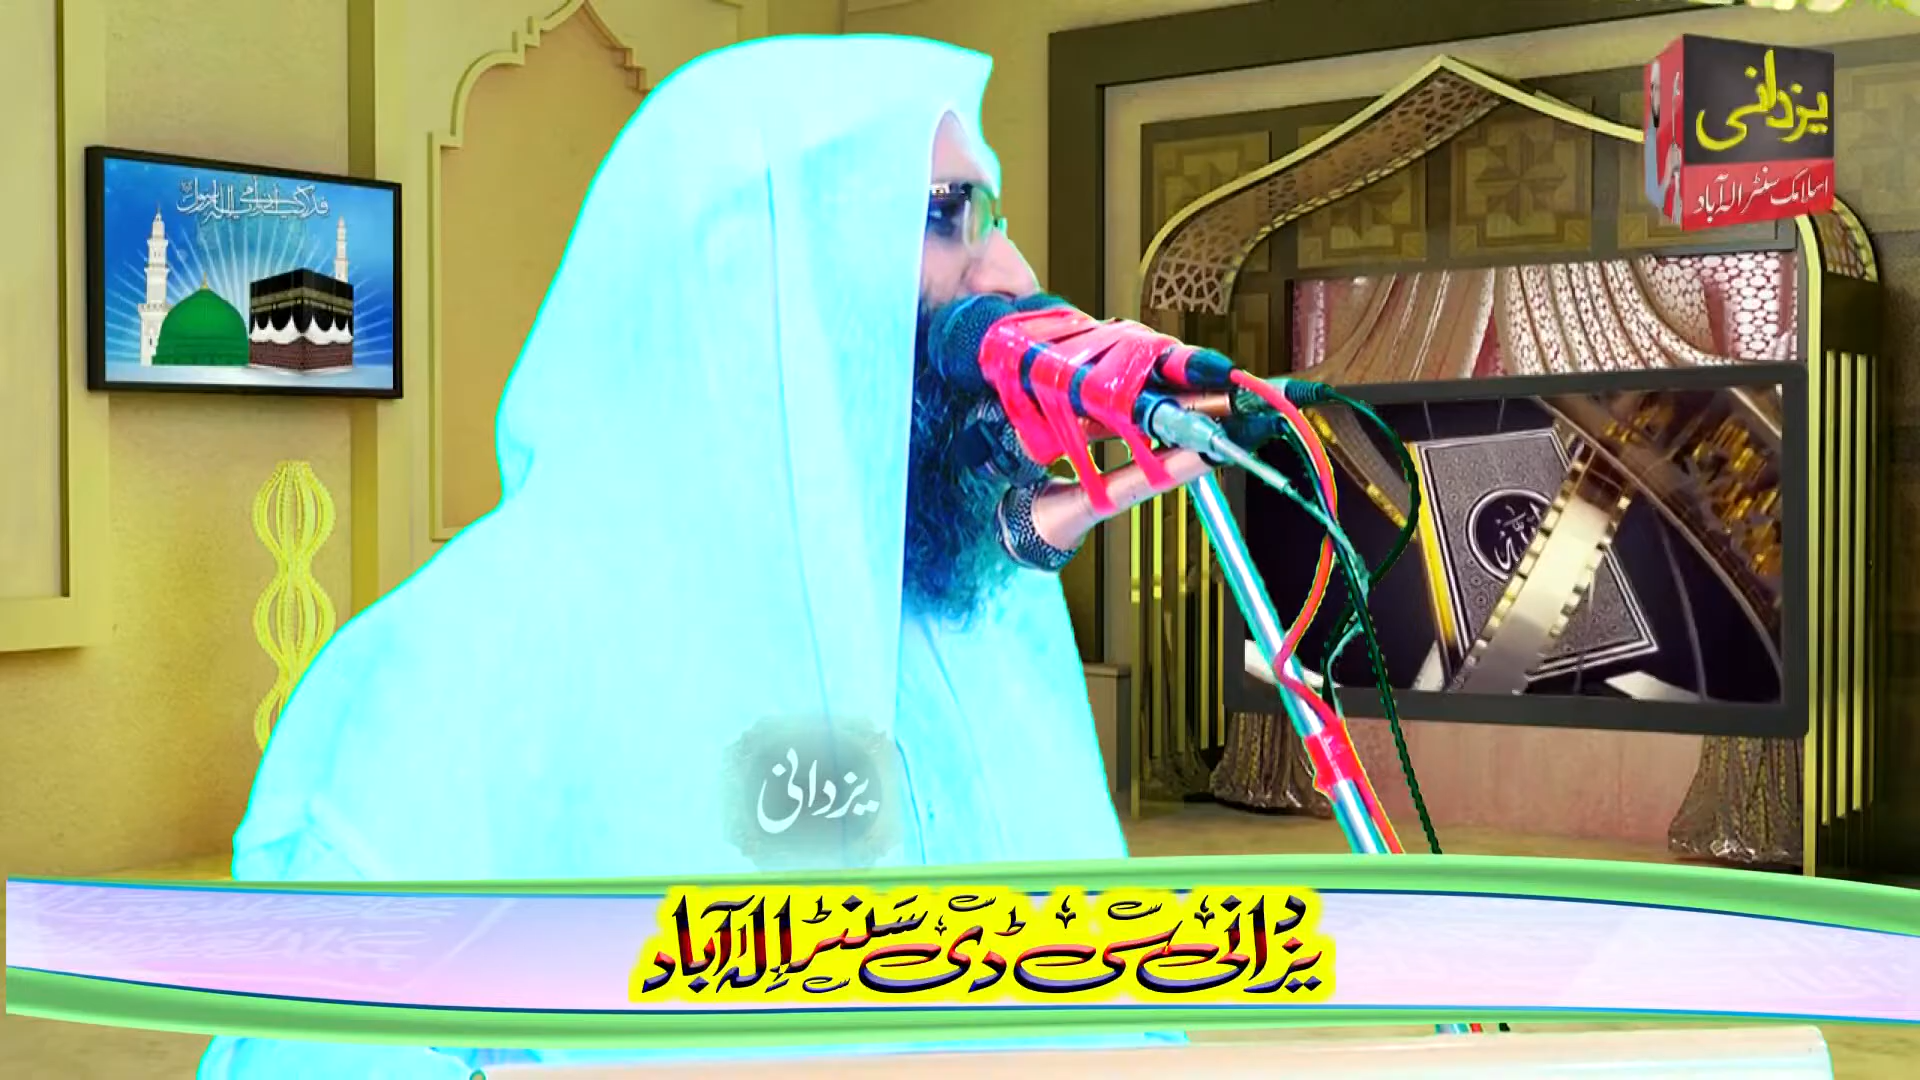 یزدانی
اسلامک سنٹر الہ آباد
یزدانی
یزدانی سی ڈی سنٹر الہ آباد